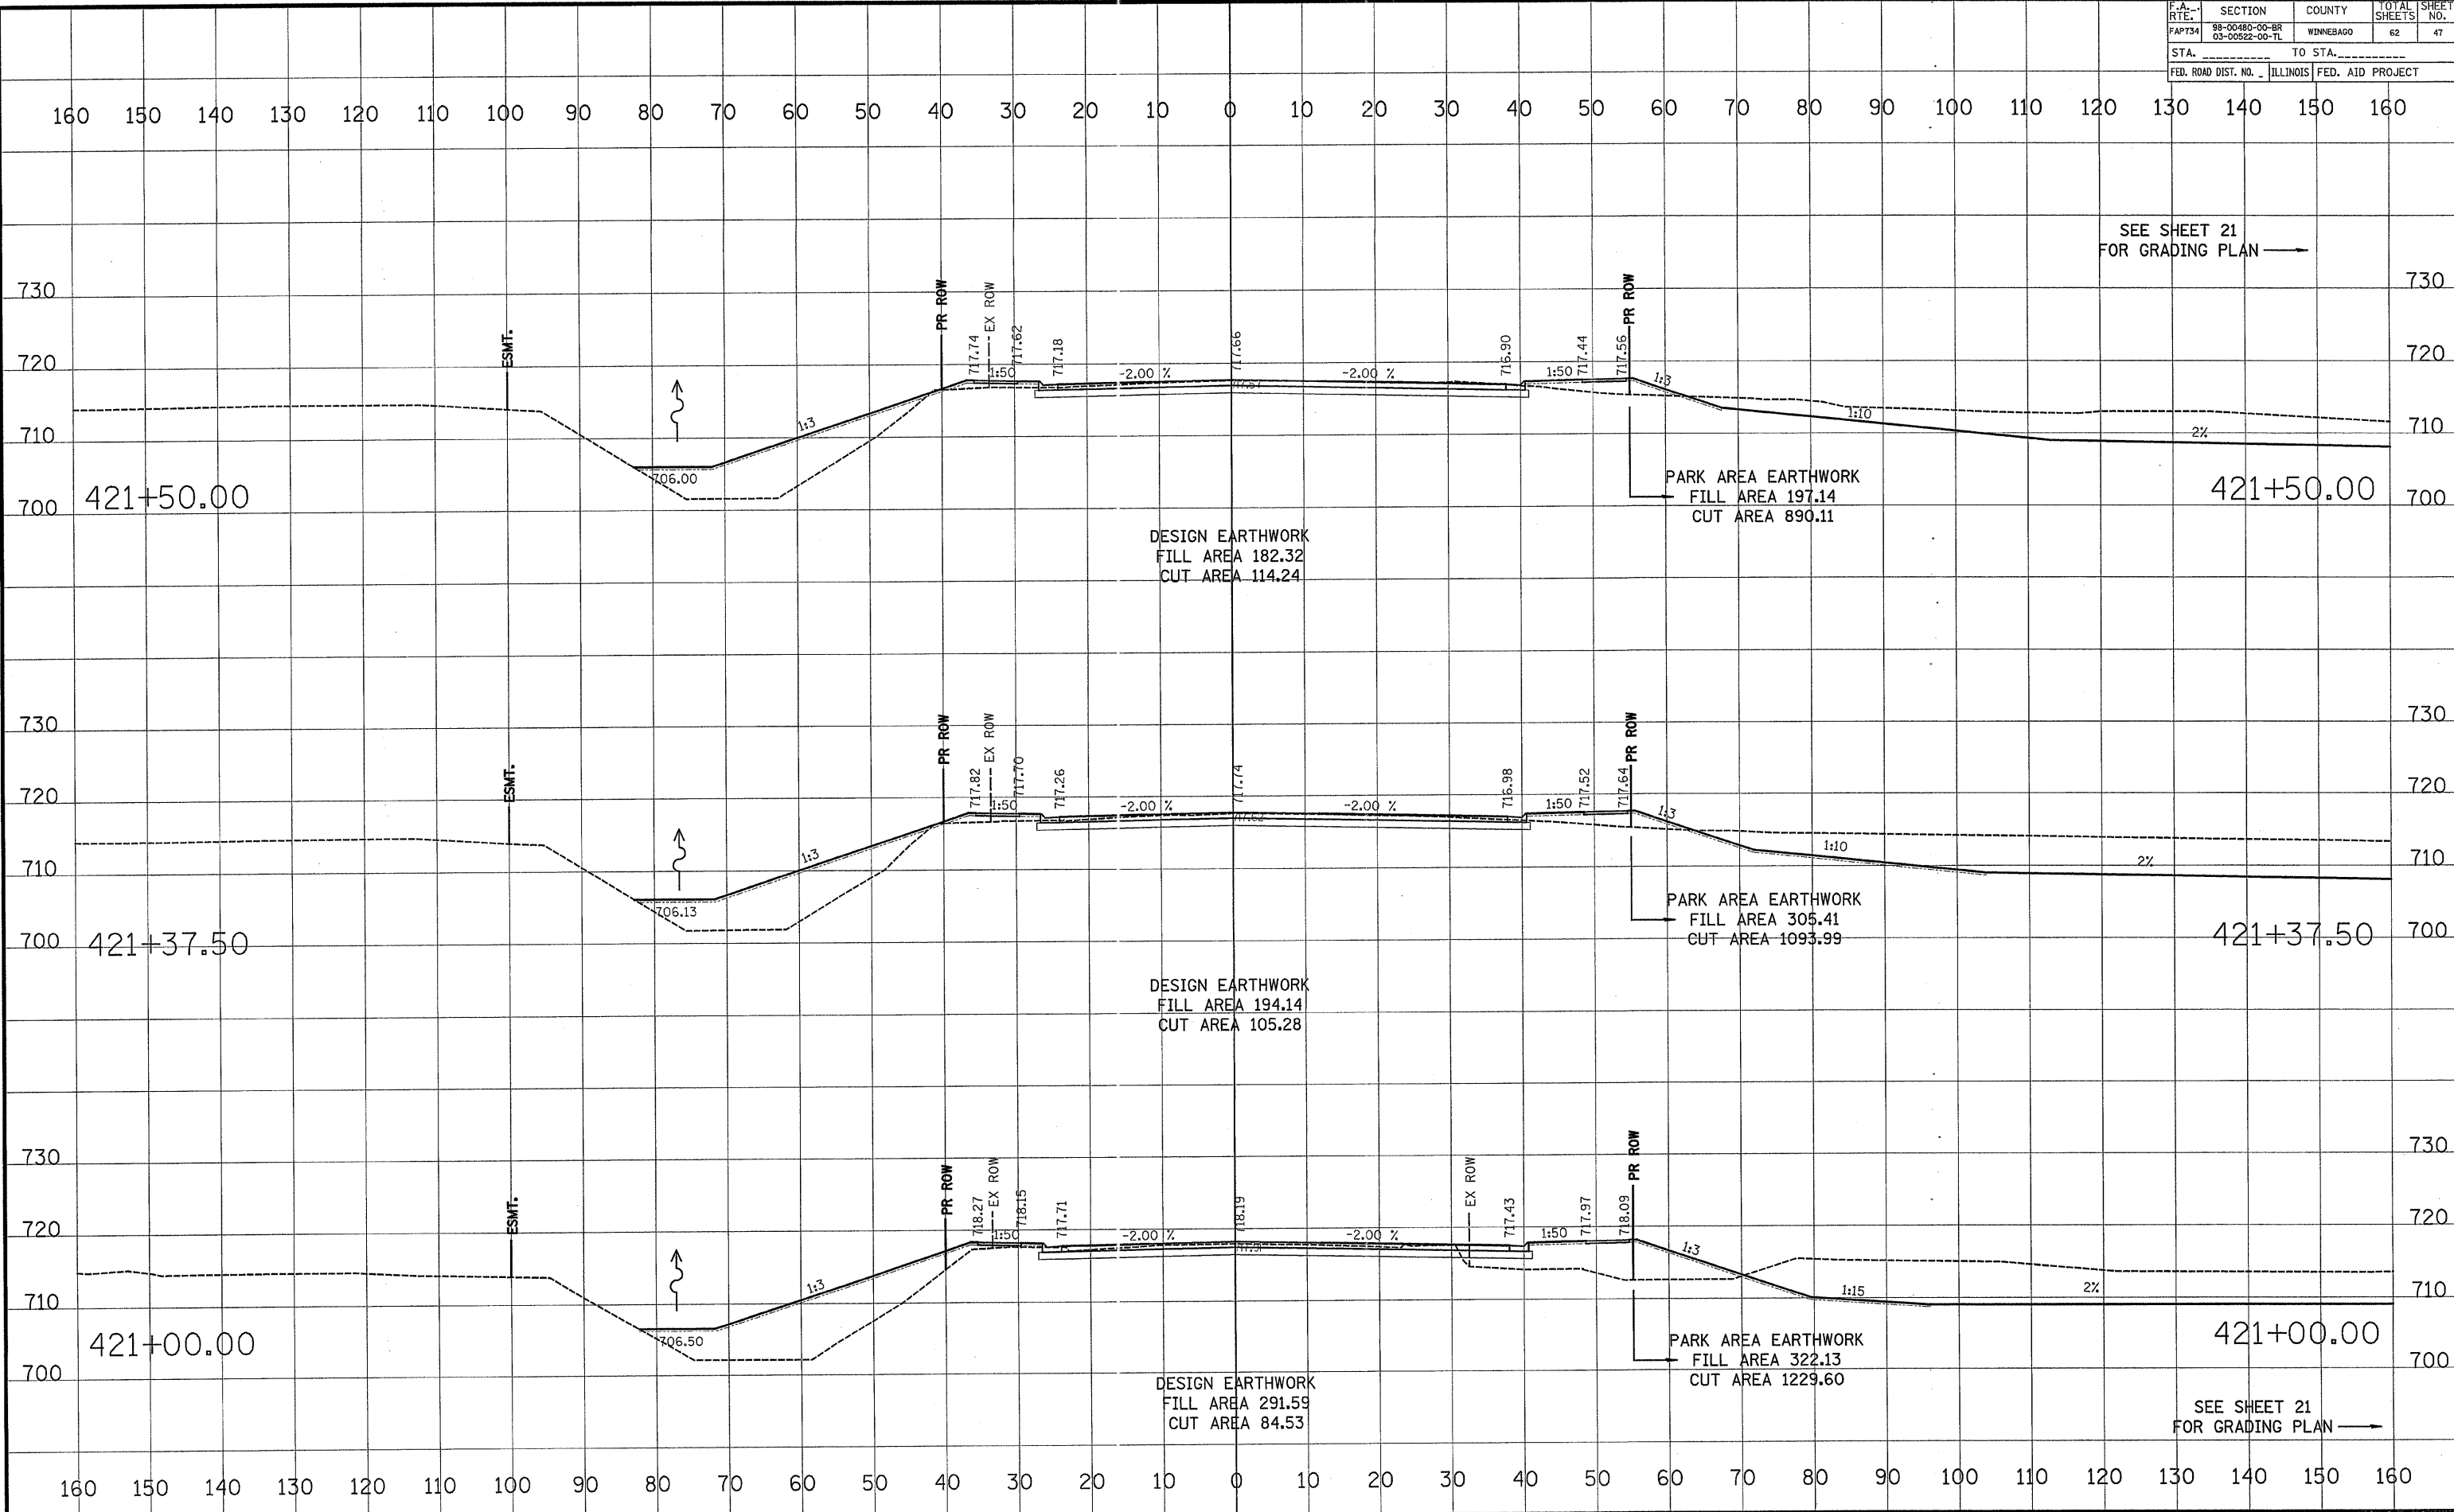 F.A._. RTE. SECTION COUNTY TOTAL SHEETS SHEET NO.
FAP734 98-00480-00-BR 03-00522-00-TL WINNEBAGO 62 47
STA. __________ TO STA. __________
FED. ROAD DIST. NO. _ ILLINOIS FED. AID PROJECT
160 150 140 130 120 110 100 90 80 70 60 50 40 30 20 10 0 10 20 30 40 50 60 70 80 90 100 110 120 130 140 150 160
SEE SHEET 21
FOR GRADING PLAN
730 730
ESMT. PR ROW 717.74 EX ROW 717.62 717.18 717.66 716.90 717.44 717.56 PR ROW
720 720
1:50 -2.00 % -2.00 % 1:50 1:3
1:3 1:10
710 2% 710
706.00
PARK AREA EARTHWORK
FILL AREA 197.14
CUT AREA 890.11
700 421+50.00 421+50.00 700
DESIGN EARTHWORK
FILL AREA 182.32
CUT AREA 114.24
730 730
ESMT. PR ROW 717.82 EX ROW 717.70 717.26 717.74 716.98 717.52 717.64 PR ROW
720 720
1:50 -2.00 % -2.00 % 1:50 1:3
1:3 1:10
710 2% 710
706.13
PARK AREA EARTHWORK
FILL AREA 305.41
CUT AREA 1093.99
700 421+37.50 421+37.50 700
DESIGN EARTHWORK
FILL AREA 194.14
CUT AREA 105.28
730 730
ESMT. PR ROW 718.27 EX ROW 718.15 717.71 718.19 EX ROW 717.43 717.97 718.09 PR ROW
720 720
1:50 -2.00 % -2.00 % 1:50 1:3
1:3 1:15 2%
710 710
706.50
421+00.00 421+00.00
PARK AREA EARTHWORK
FILL AREA 322.13
CUT AREA 1229.60
700 700
DESIGN EARTHWORK
FILL AREA 291.59
CUT AREA 84.53
SEE SHEET 21
FOR GRADING PLAN
160 150 140 130 120 110 100 90 80 70 60 50 40 30 20 10 0 10 20 30 40 50 60 70 80 90 100 110 120 130 140 150 160